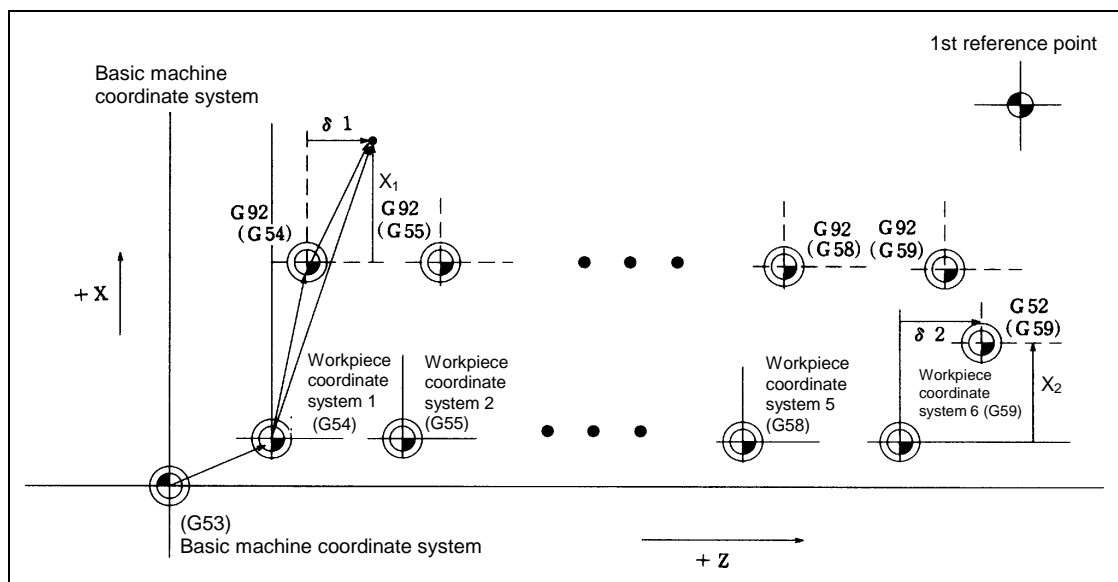 1st reference point
Basic machine
coordinate system
δ 1
X1
G92
(G54)
G92
(G55)
G92
(G58)
G92
(G59)
+X
G52
(G59)
δ 2
X2
Workpiece
coordinate
system 1
(G54)
Workpiece
coordinate
system 2
(G55)
Workpiece
coordinate
system 5
(G58)
Workpiece
coordinate
system 6 (G59)
(G53)
Basic machine coordinate system
+Z